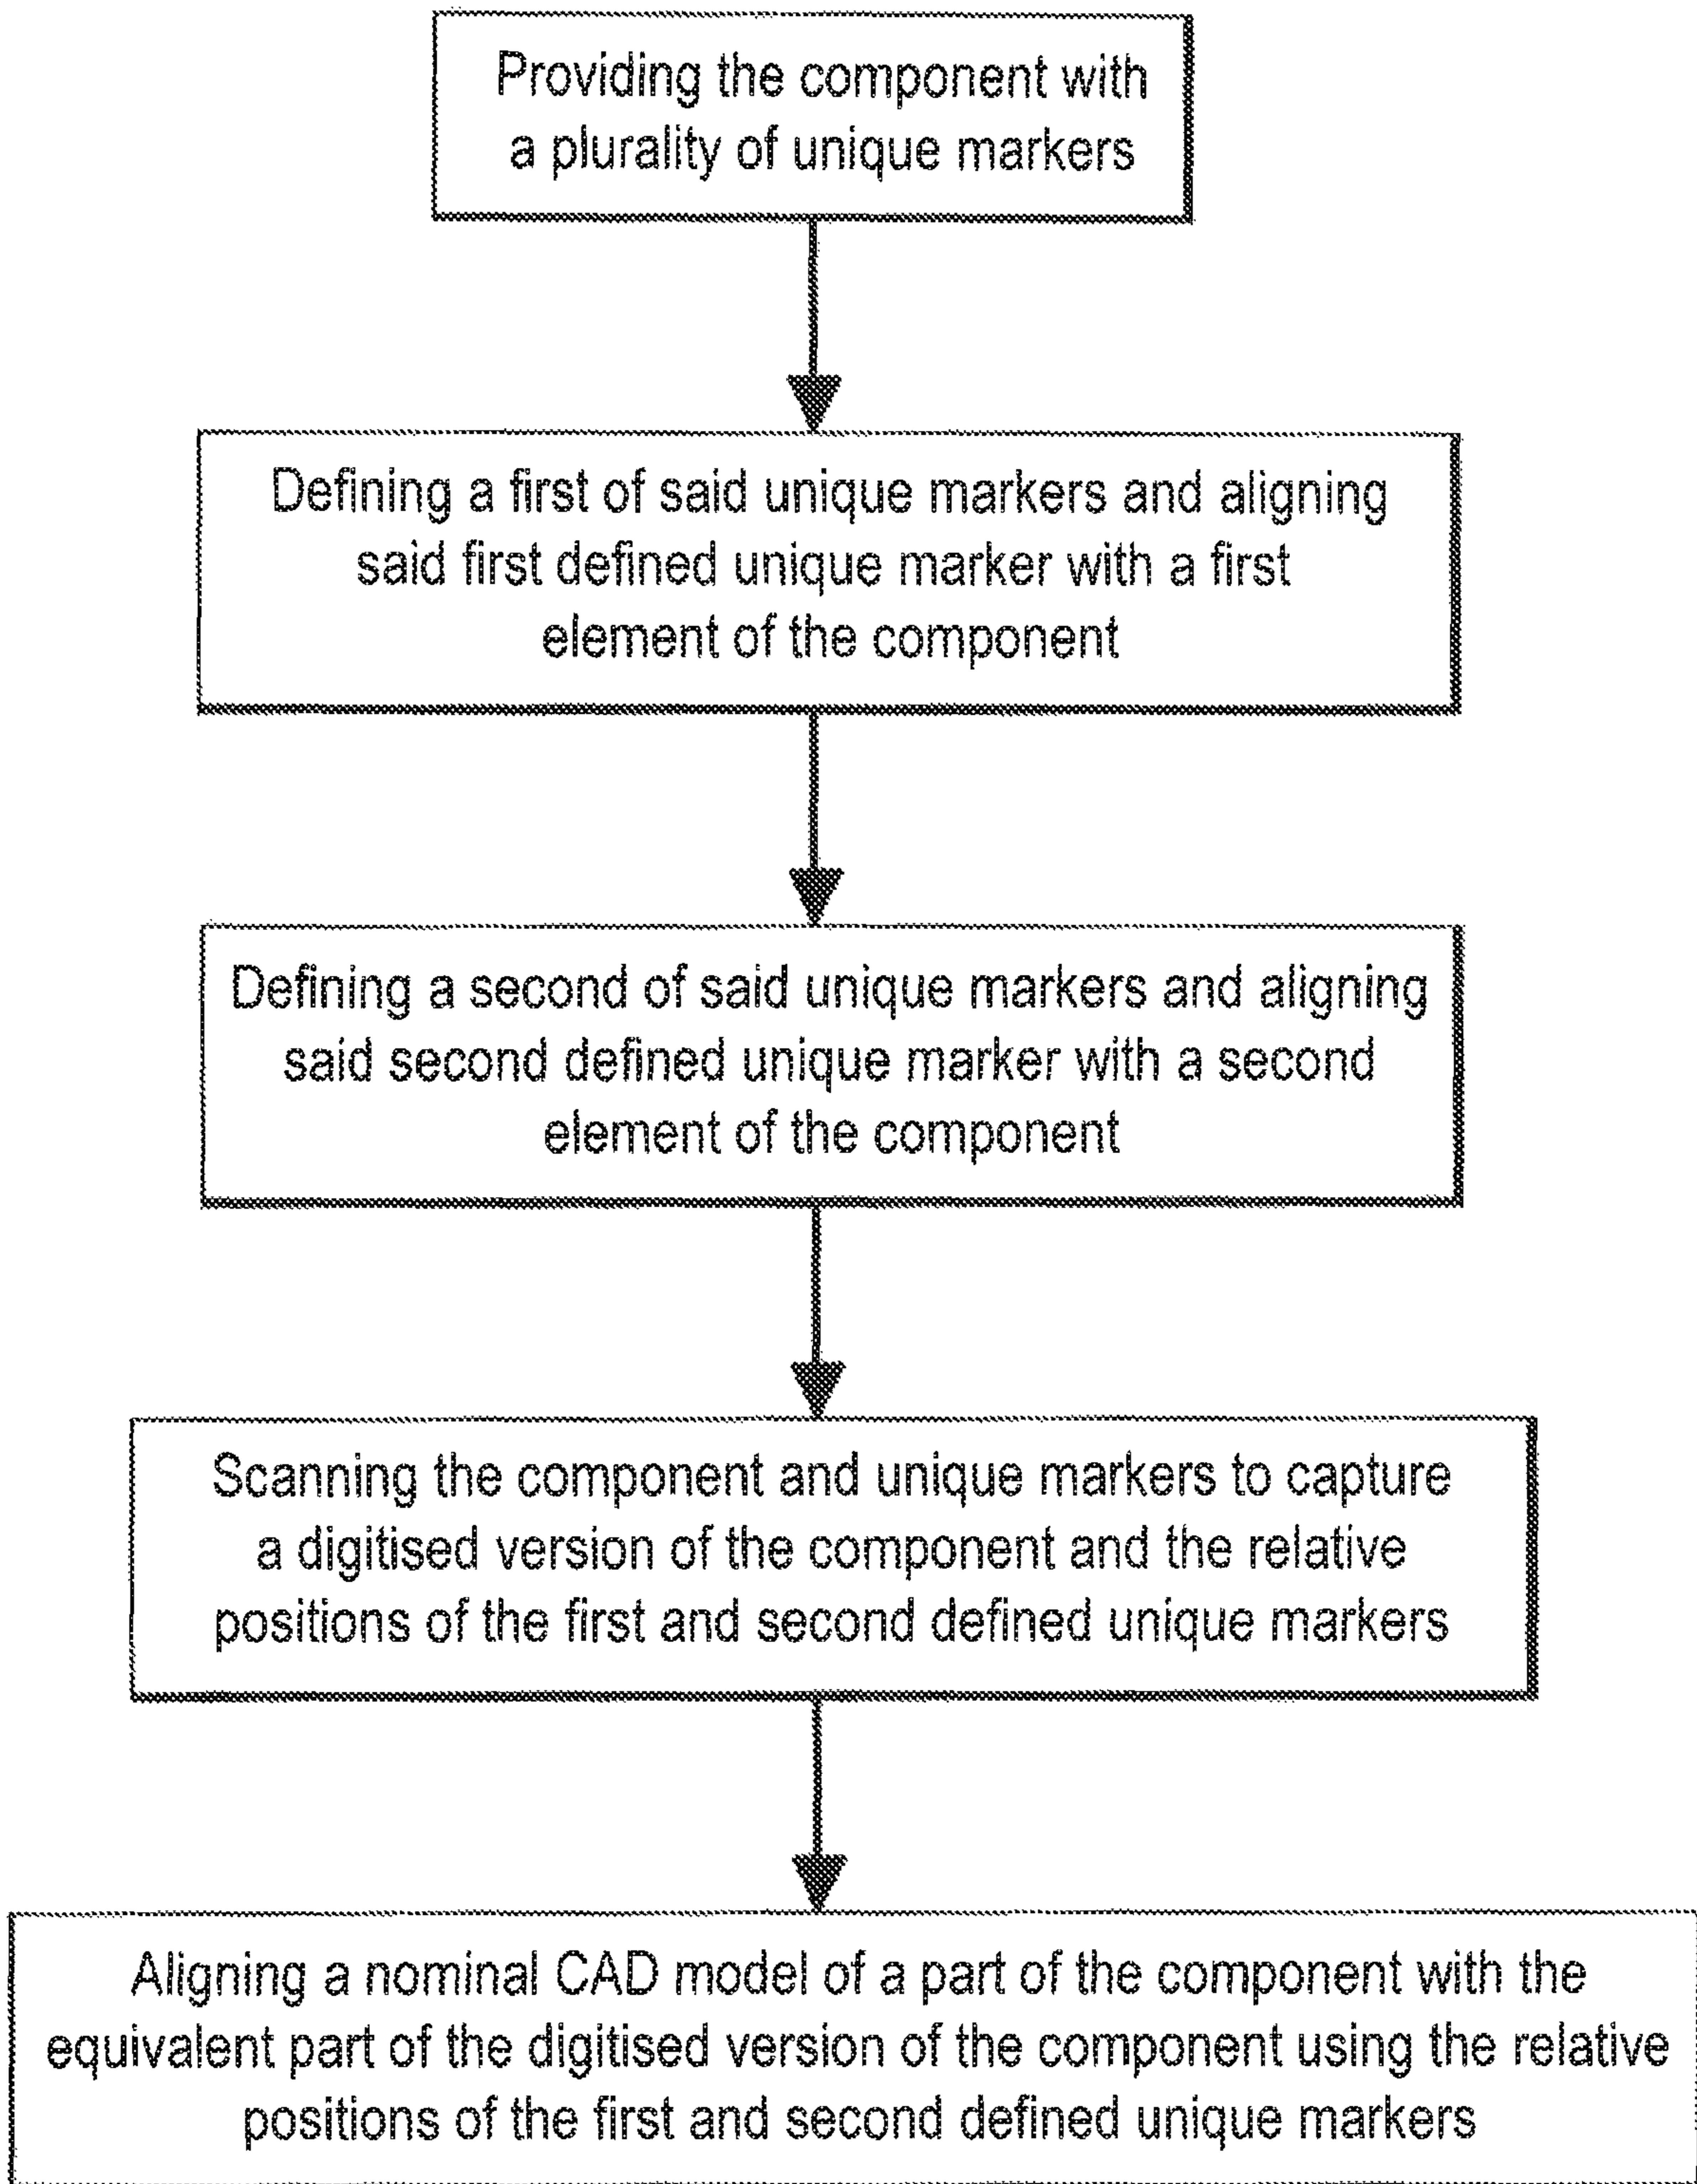 Providing the component with
a plurality of unique markers
Defining a first of said unique markers and aligning
said first defined unique marker with a first
element of the component
Defining a second of said unique markers and aligning
said second defined unique marker with a second
element of the component
Scanning the component and unique markers to capture
a digitised version of the component and the relative
positions of the first and second defined unique markers
Aligning a nominal CAD model of a part of the component with the
equivalent part of the digitised version of the component using the relative
positions of the first and second defined unique markers